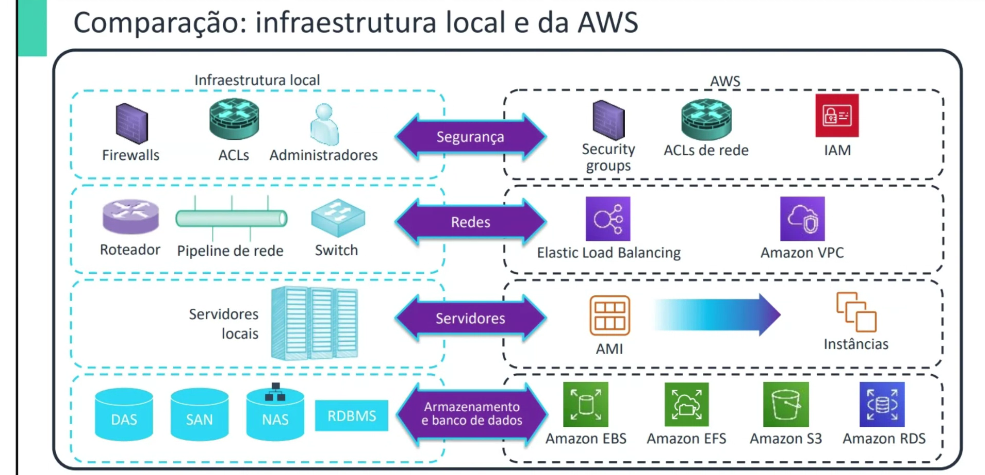 Comparação: infraestrutura local e da AWS
Infraestrutura local
AWS
Firewalls
ACLs
Administradores
Segurança
Security
groups
ACLs de rede
IAM
Roteador
Pipeline de rede
Switch
Redes
Elastic Load Balancing
Amazon VPC
Servidores
locais
Servidores
AMI
Instâncias
DAS
SAN
NAS
RDBMS
Armazenamento
e banco de dados
Amazon EBS
Amazon EFS
Amazon S3
Amazon RDS